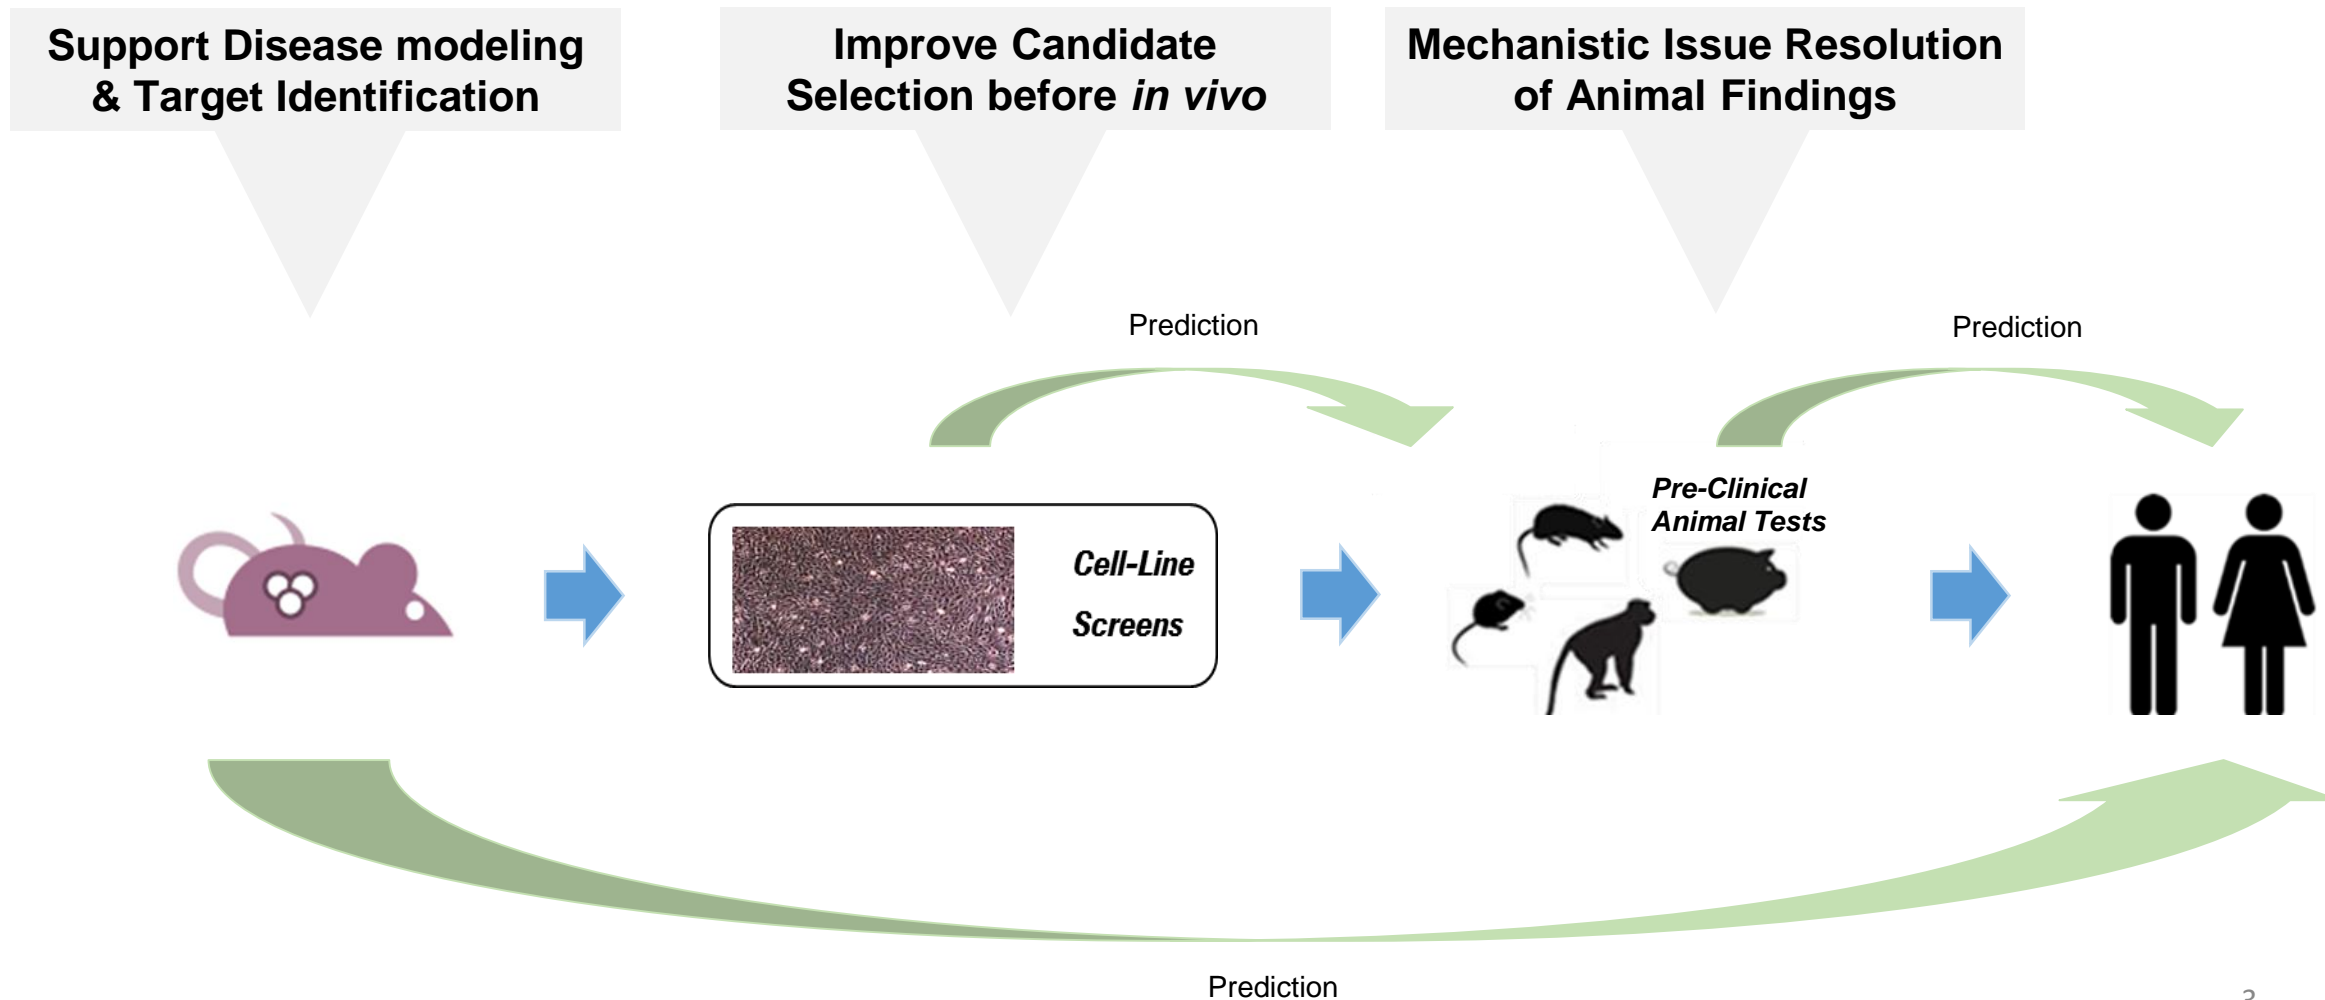 Support Disease modeling
& Target Identification
Improve Candidate
Selection before in vivo
Mechanistic Issue Resolution
of Animal Findings
Prediction
Prediction
Pre-Clinical
Animal Tests
Cell-Line
Screens
Prediction
3